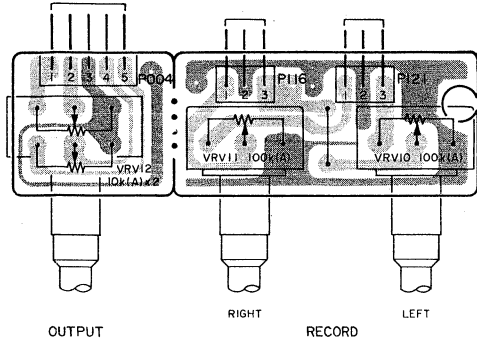 1 2 3 4 5 P004
1 2 3 P116
1 2 3 P121
VRV12
10k(A)x2
VRV11 100k(A)
VRV10 100k(A)
RIGHT
LEFT
OUTPUT
RECORD